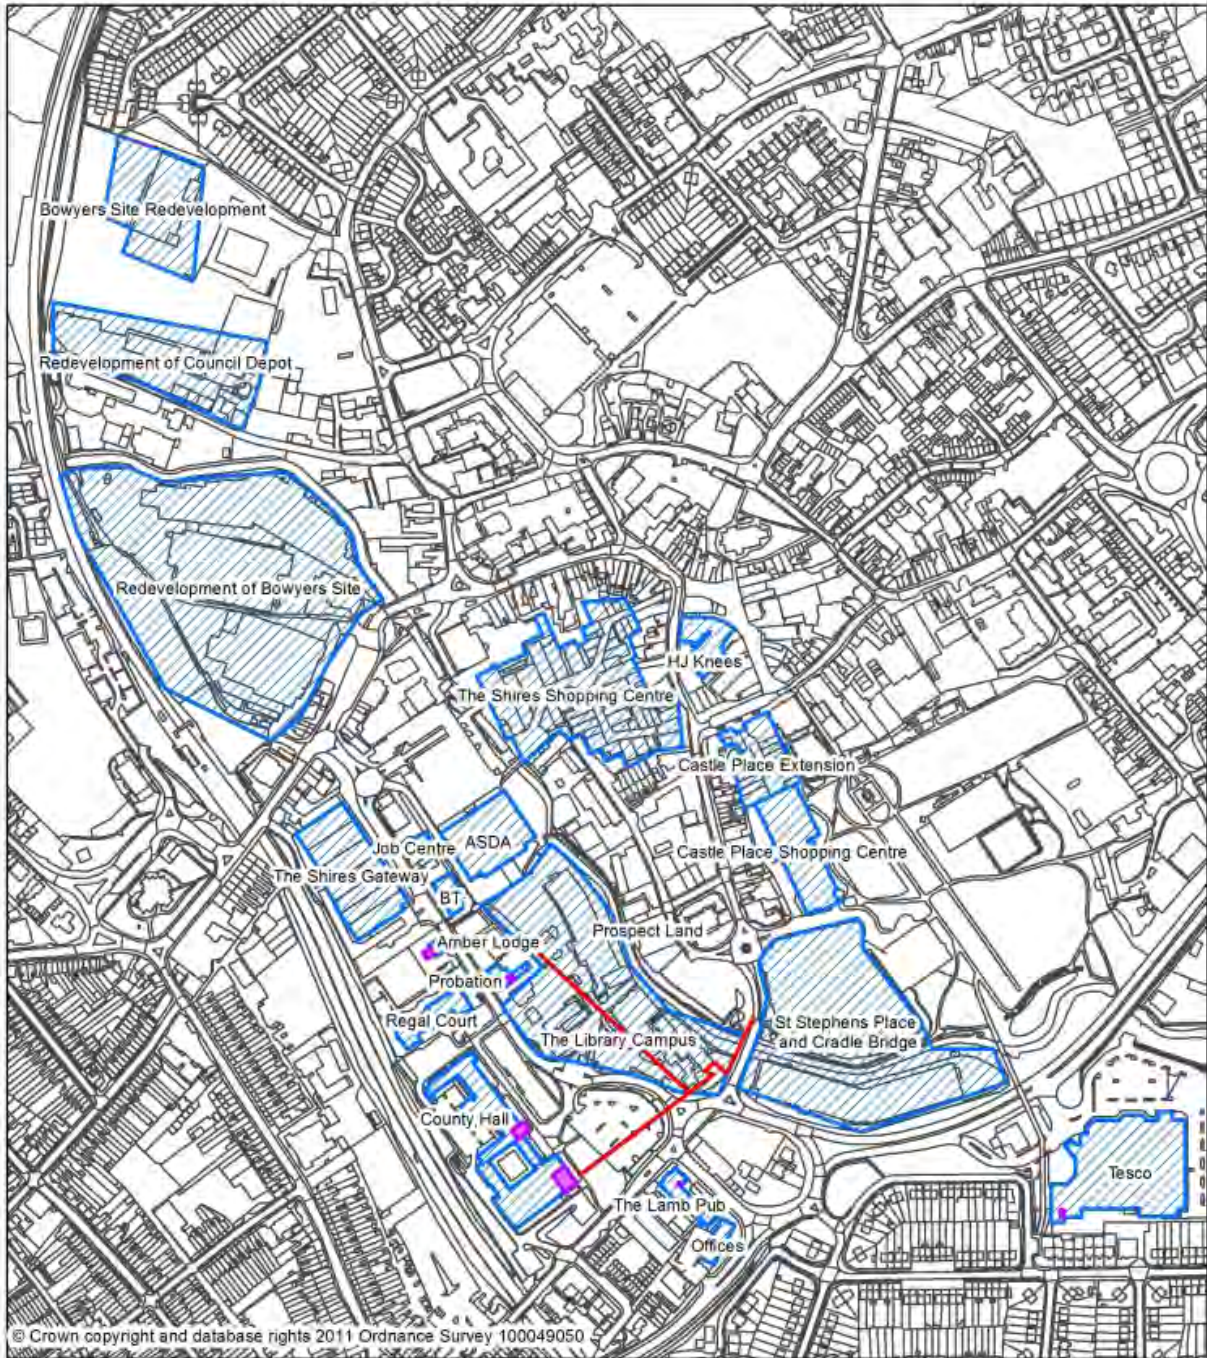 Bowyers Site Redevelopment
Redevelopment of Council Depot
Redevelopment of Bowyers Site
HJ Knees
The Shires Shopping Centre
Castle Place Extension
Job Centre
ASDA
Castle Place Shopping Centre
The Shires Gateway
BT
Prospect Land
Amber Lodge
Probation
Regal Court
St Stephens Place
and Cradle Bridge
The Library Campus
County Hall
Tesco
The Lamb Pub
Offices
© Crown copyright and database rights 2011 Ordnance Survey 100049050